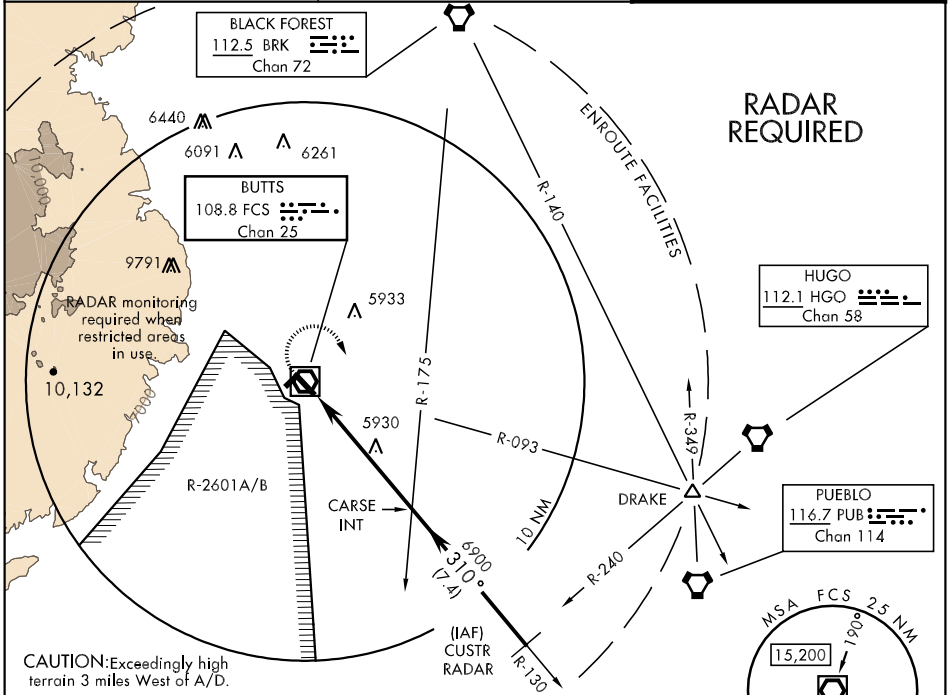 BLACK FOREST
112.5 BRK
Chan 72
RADAR
REQUIRED
ENROUTE FACILITIES
6440
6091
6261
10,000
BUTTS
108.8 FCS
Chan 25
R-140
HUGO
112.1 HGO
Chan 58
9791
RADAR monitoring
required when
restricted areas
in use.
5933
10,132
7000
R-175
5930
R-093
R-349
R-2601A/B
CARSE
INT
DRAKE
PUEBLO
116.7 PUB
Chan 114
10 NM
6900
310°
(7.4)
R-240
(IAF)
CUSTR
RADAR
R-130
MSA FCS 25 NM
190°
15,200
CAUTION:Exceedingly high
terrain 3 miles West of A/D.